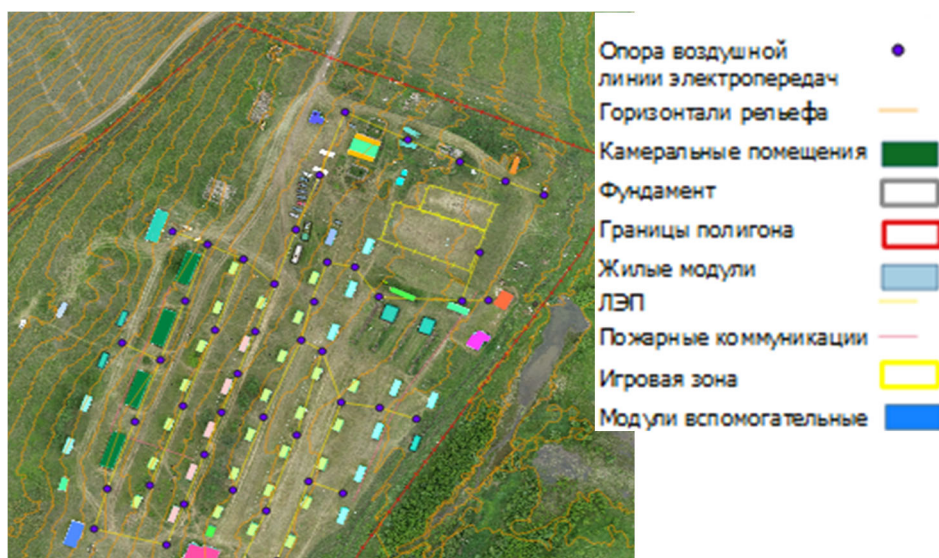 Опора воздушной
линии электропередач
Горизонтали рельефа
Камеральные помещения
Фундамент
Границы полигона
Жилые модули
ЛЭП
Пожарные коммуникации
Игровая зона
Модули вспомогательные